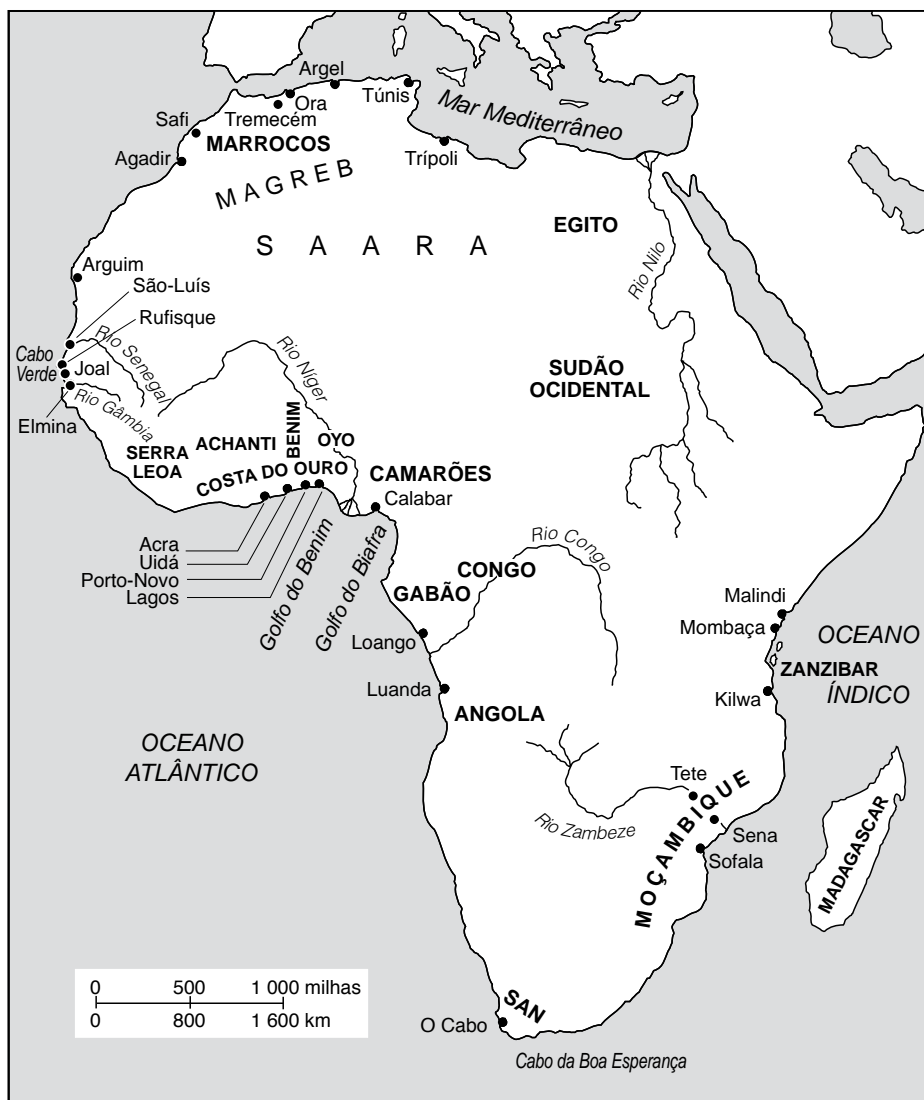 Argel
Túnis
Ora
Tremecém
Mar Mediterrâneo
Safi
MARROCOS
Trípoli
Agadir
MAGREB
EGITO
SAARA
Arguim
Rio Nilo
São-Luís
Rufisque
Rio Senegal
Rio Níger
Cabo
Verde
Joal
SUDÃO
OCIDENTAL
Elmina
Rio Gâmbia
SERRA
LEOA
ACHANTI
BENIM
OYO
COSTA DO OURO
CAMARÕES
Calabar
Acra
Uidá
Porto-Novo
Lagos
Golfo do Benim
Golfo do Biafra
Rio Congo
CONGO
GABÃO
Malindi
Mombaça
OCEANO
ÍNDICO
Loango
ZANZIBAR
Luanda
Kilwa
ANGOLA
OCEANO
ATLÂNTICO
Tete
MOÇAMBIQUE
Rio Zambeze
Sena
Sofala
MADAGASCAR
0 500 1 000 milhas
0 800 1 600 km
SAN
O Cabo
Cabo da Boa Esperança